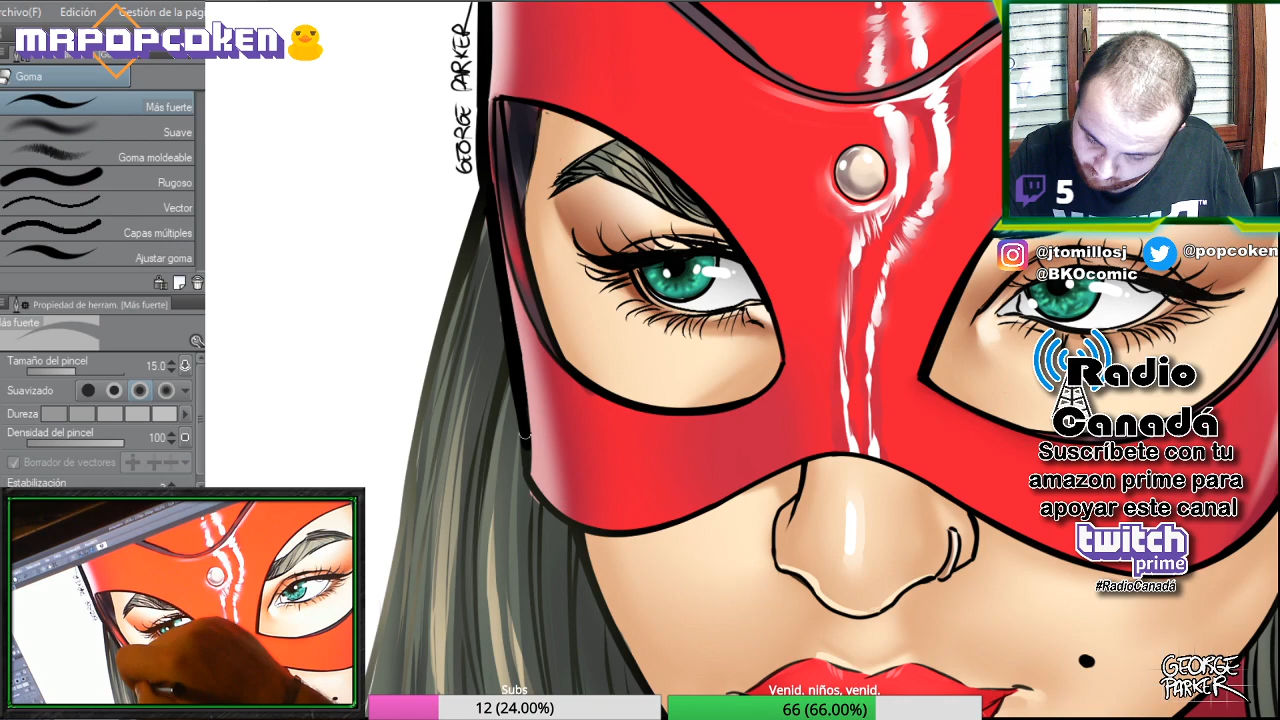 rchivo(F) Edición Gestión de la pág
MRPOPCOKEN
Goma
Más fuerte
Suave
Goma moldeable
Rugoso
Vector
Capas múltiples
Ajustar goma
Propiedad de herram. [Más fuerte]
Más fuerte
Tamaño del pincel 15.0
Suavizado
Dureza
Densidad del pincel 100
Borrador de vectores
Estabilización
GEORGE PARKER
5
@jtomillosj @popcoken
@BKOcomic
Radio
Canadá
Suscríbete con tu
amazon prime para
apoyar este canal
twitch
prime
#RadioCanadá
GEORGE
PARKER
Subs
12 (24.00%)
Venid, niños, venid.
66 (66.00%)